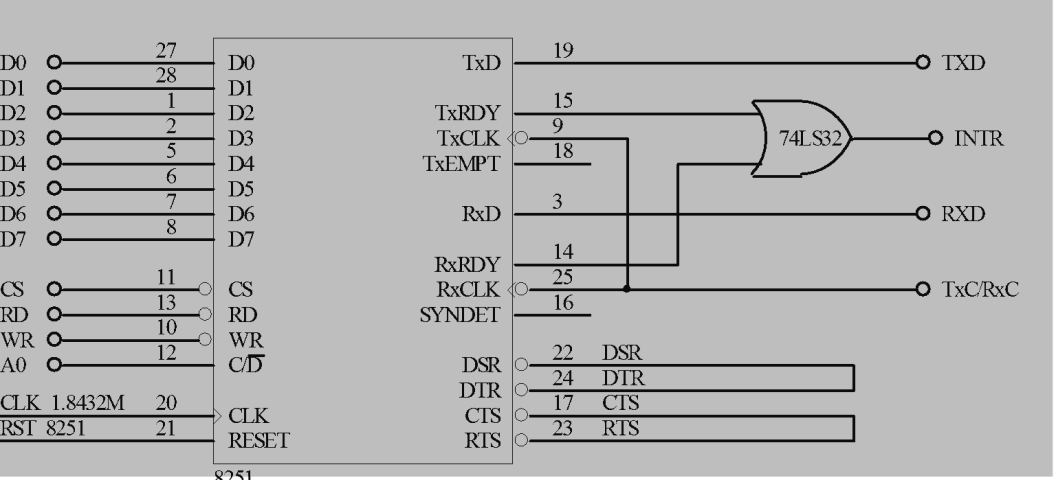 D0 27 D0 TxD 19 TXD
D1 28 D1
D2 1 D2 TxRDY 15
D3 2 D3 TxCLK 9 74LS32 INTR
D4 5 D4 TxEMPT 18
D5 6 D5
D6 7 D6 RxD 3 RXD
D7 8 D7
RxRDY 14
CS 11 CS RxCLK 25 TxC/RxC
RD 13 RD SYNDET 16
WR 10 WR
A0 12 C/D̅ DSR 22 DSR
DTR 24 DTR
CLK 1.8432M 20 CLK CTS 17 CTS
RST 8251 21 RESET RTS 23 RTS
8251